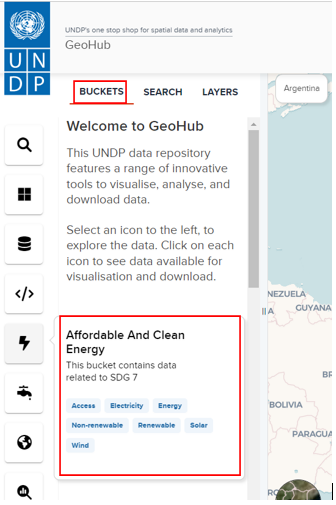 UNDP's one stop shop for spatial data and analytics
GeoHub
U N
D P
BUCKETS SEARCH LAYERS
Argentina
Welcome to GeoHub
This UNDP data repository
features a range of innovative
tools to visualise, analyse, and
download data.
Select an icon to the left, to
explore the data. Click on each
icon to see data available for
visualisation and download.
</>
Affordable And Clean
Energy
This bucket contains data
related to SDG 7
Access Electricity Energy
Non-renewable Renewable Solar
Wind
NEZUELA
GUYANA
BR
BOLIVIA
PARAGUA